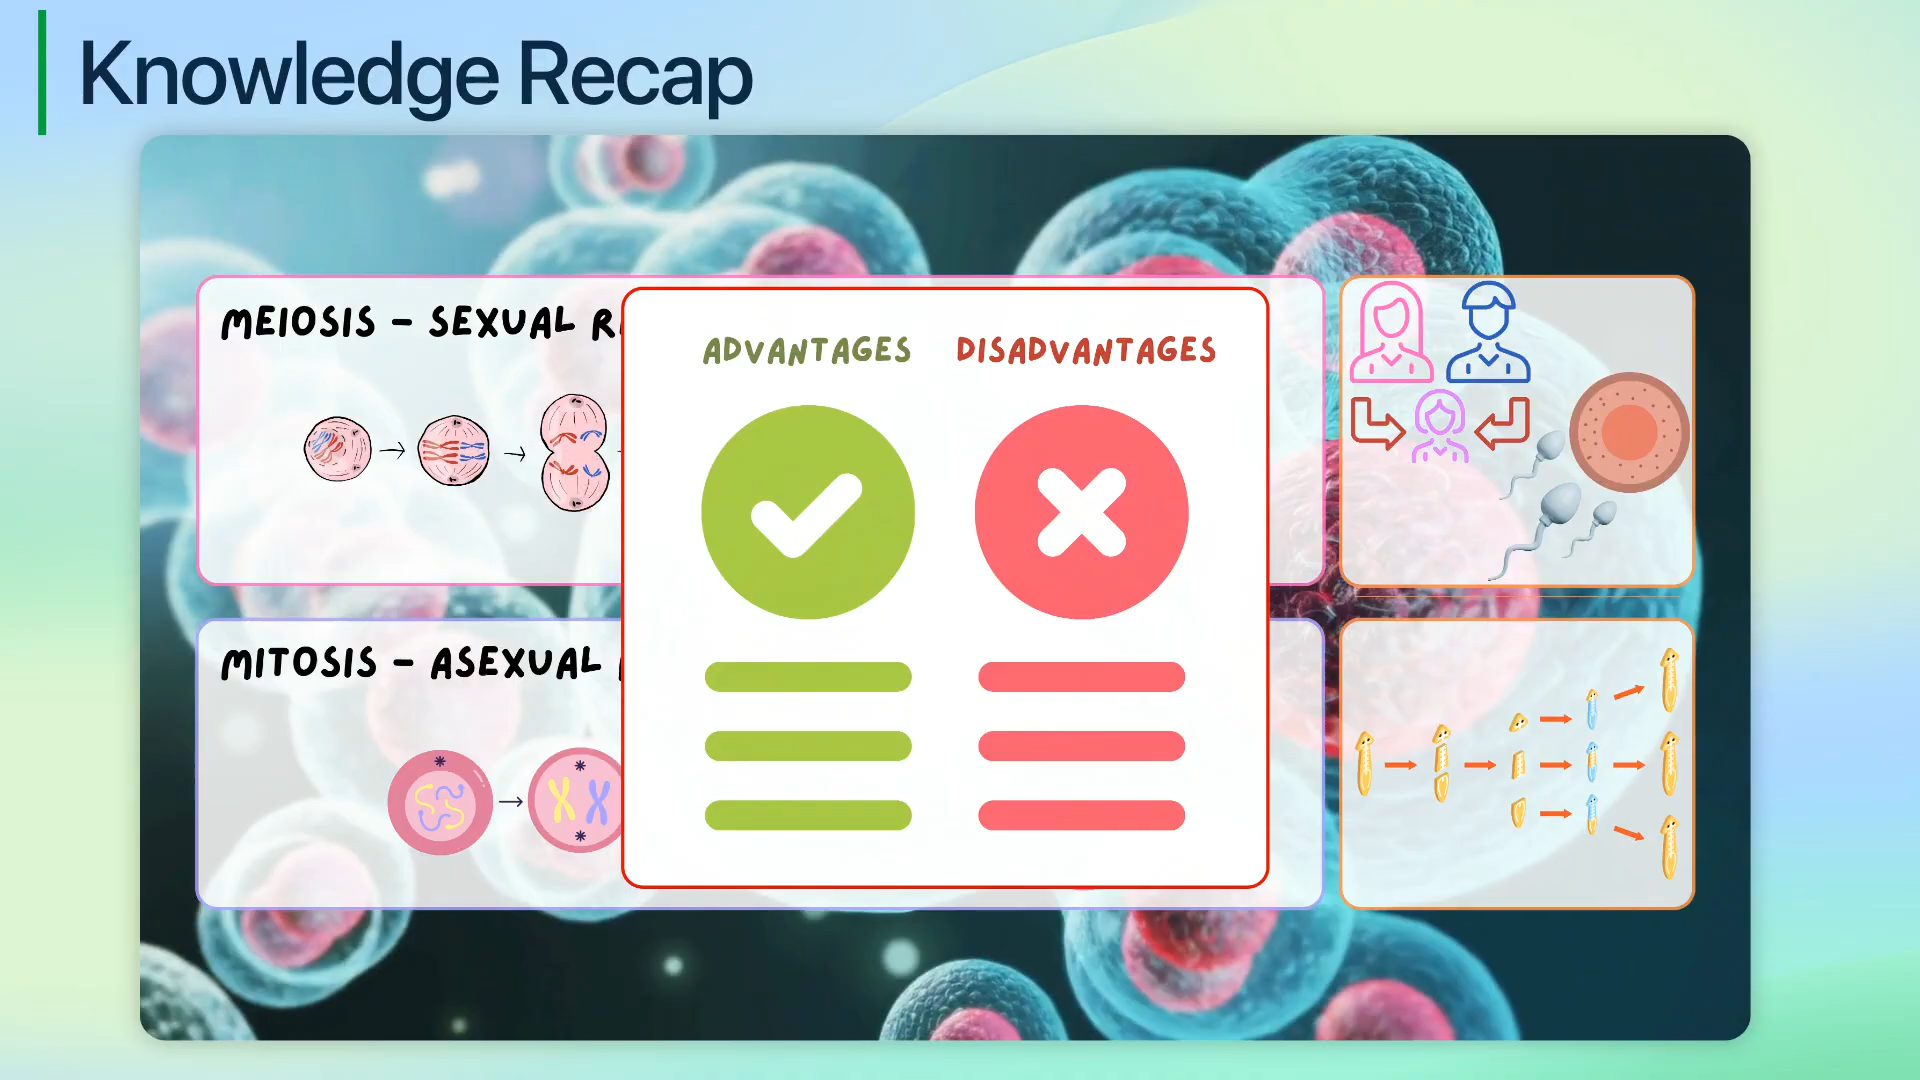 Knowledge Recap
MEIOSIS - SEXUAL
ADVANTAGES
DISADVANTAGES
MITOSIS - ASEXUAL